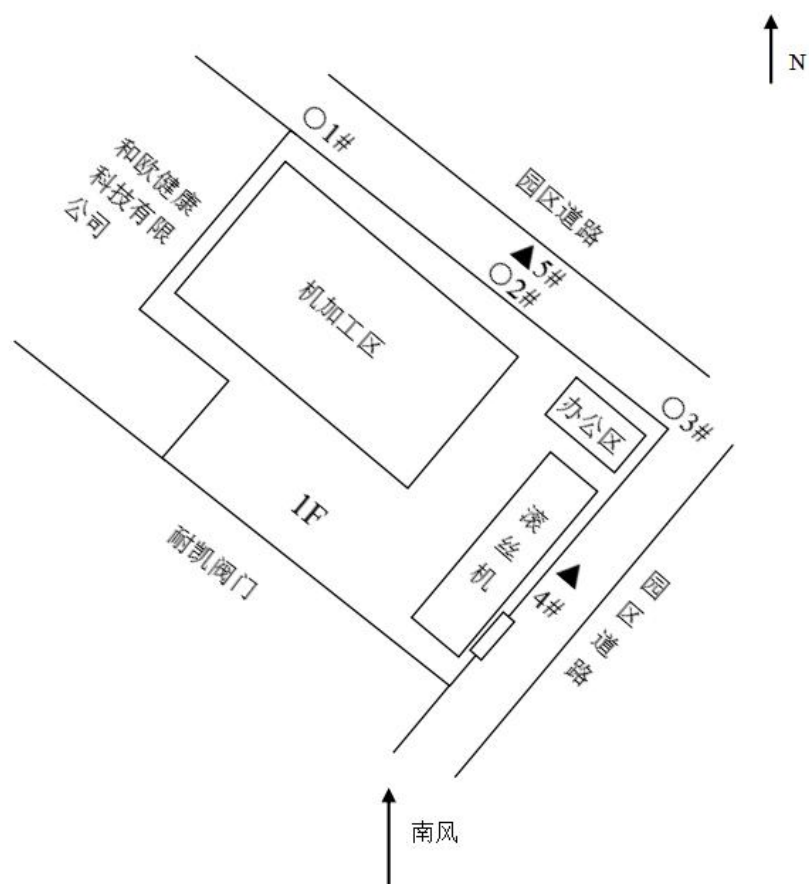 N
○1#
和欧健康
科技有限
公司
园区道路
▲5#
○2#
机加工区
办公区
○3#
滚丝机
1F
耐凯阀门
▲
4#
园区道路
南风